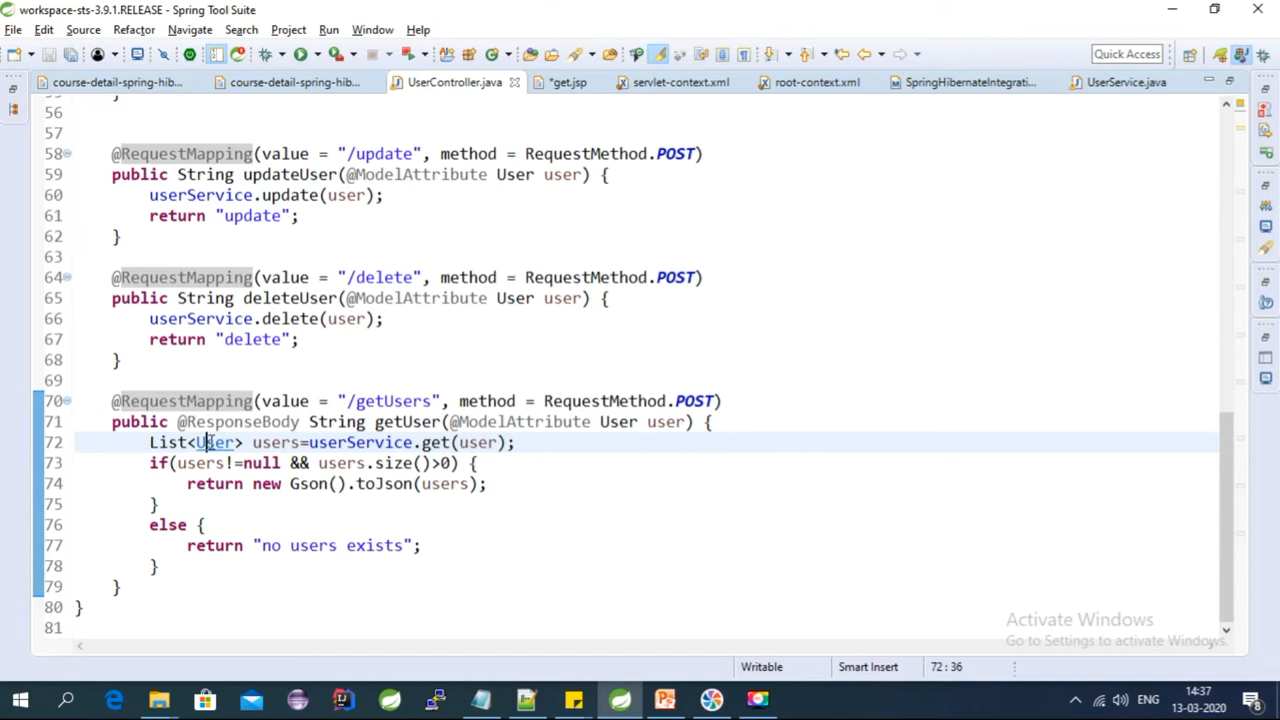 workspace-sts-3.9.1.RELEASE - Spring Tool Suite
File Edit Source Refactor Navigate Search Project Run Window Help
Quick Access
course-detail-spring-hib... course-detail-spring-hib... UserController.java *get.jsp servlet-context.xml root-context.xml SpringHibernateIntegrati... UserService.java
56
57
58 @RequestMapping(value = "/update", method = RequestMethod.POST)
59 public String updateUser(@ModelAttribute User user) {
60 userService.update(user);
61 return "update";
62 }
63
64 @RequestMapping(value = "/delete", method = RequestMethod.POST)
65 public String deleteUser(@ModelAttribute User user) {
66 userService.delete(user);
67 return "delete";
68 }
69
70 @RequestMapping(value = "/getUsers", method = RequestMethod.POST)
71 public @ResponseBody String getUser(@ModelAttribute User user) {
72 List<User> users=userService.get(user);
73 if(users!=null && users.size()>0) {
74 return new Gson().toJson(users);
75 }
76 else {
77 return "no users exists";
78 }
79 }
80 }
81
Activate Windows
Go to Settings to activate Windows.
Writable Smart Insert 72 : 36
ENG 14:37
13-03-2020 8